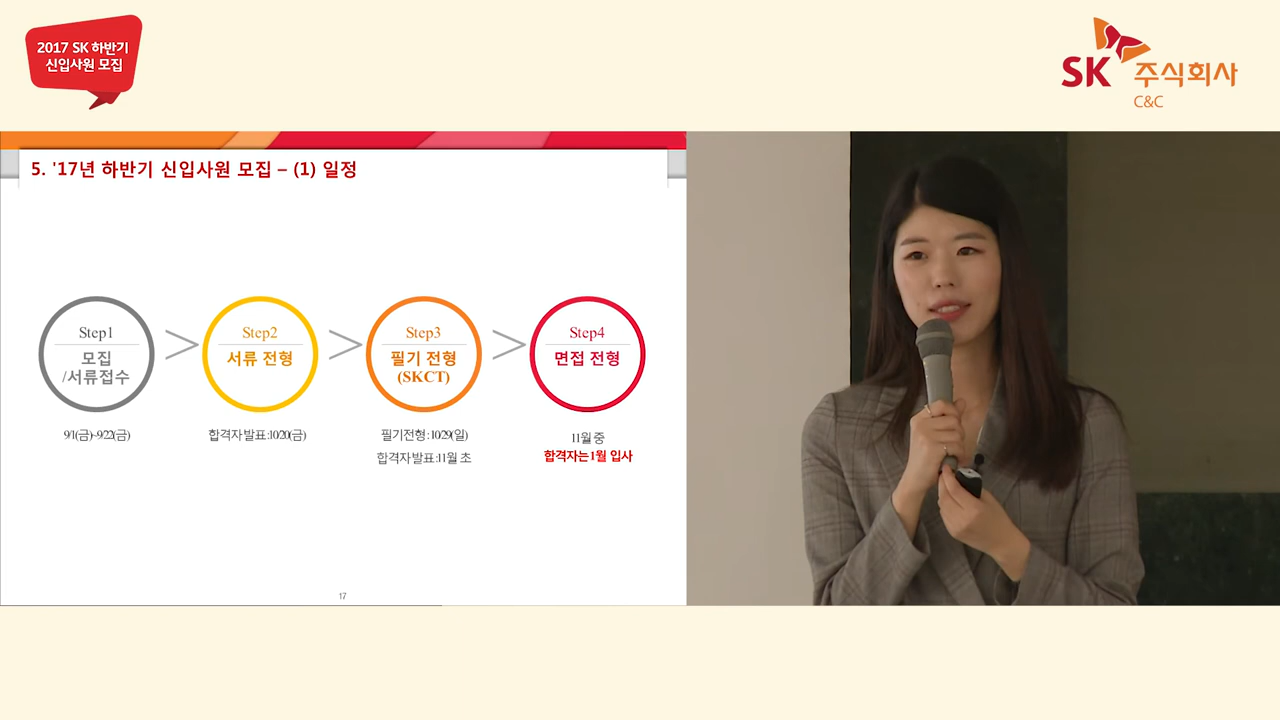 2017 SK 하반기
신입사원 모집
SK 주식회사
C&C
5. '17년 하반기 신입사원 모집 – (1) 일정
Step1
모집
/서류접수
9/1(금)~9/22(금)
Step2
서류 전형
합격자 발표:10/20(금)
Step3
필기 전형
(SKCT)
필기전형 : 10/29(일)
합격자 발표:11월 초
Step4
면접 전형
11월 중
합격자는 1월 입사
17